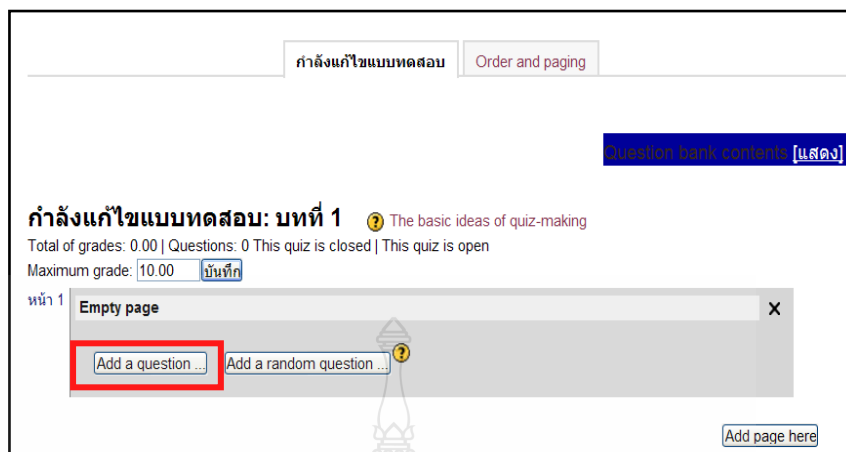 กำลังแก้ไขแบบทดสอบ Order and paging
Question bank contents [แสดง]
กำลังแก้ไขแบบทดสอบ: บทที่ 1 ? The basic ideas of quiz-making
Total of grades: 0.00 | Questions: 0 This quiz is closed | This quiz is open
Maximum grade: 10.00 บันทึก
หน้า 1 Empty page X
Add a question ... Add a random question ... ?
Add page here